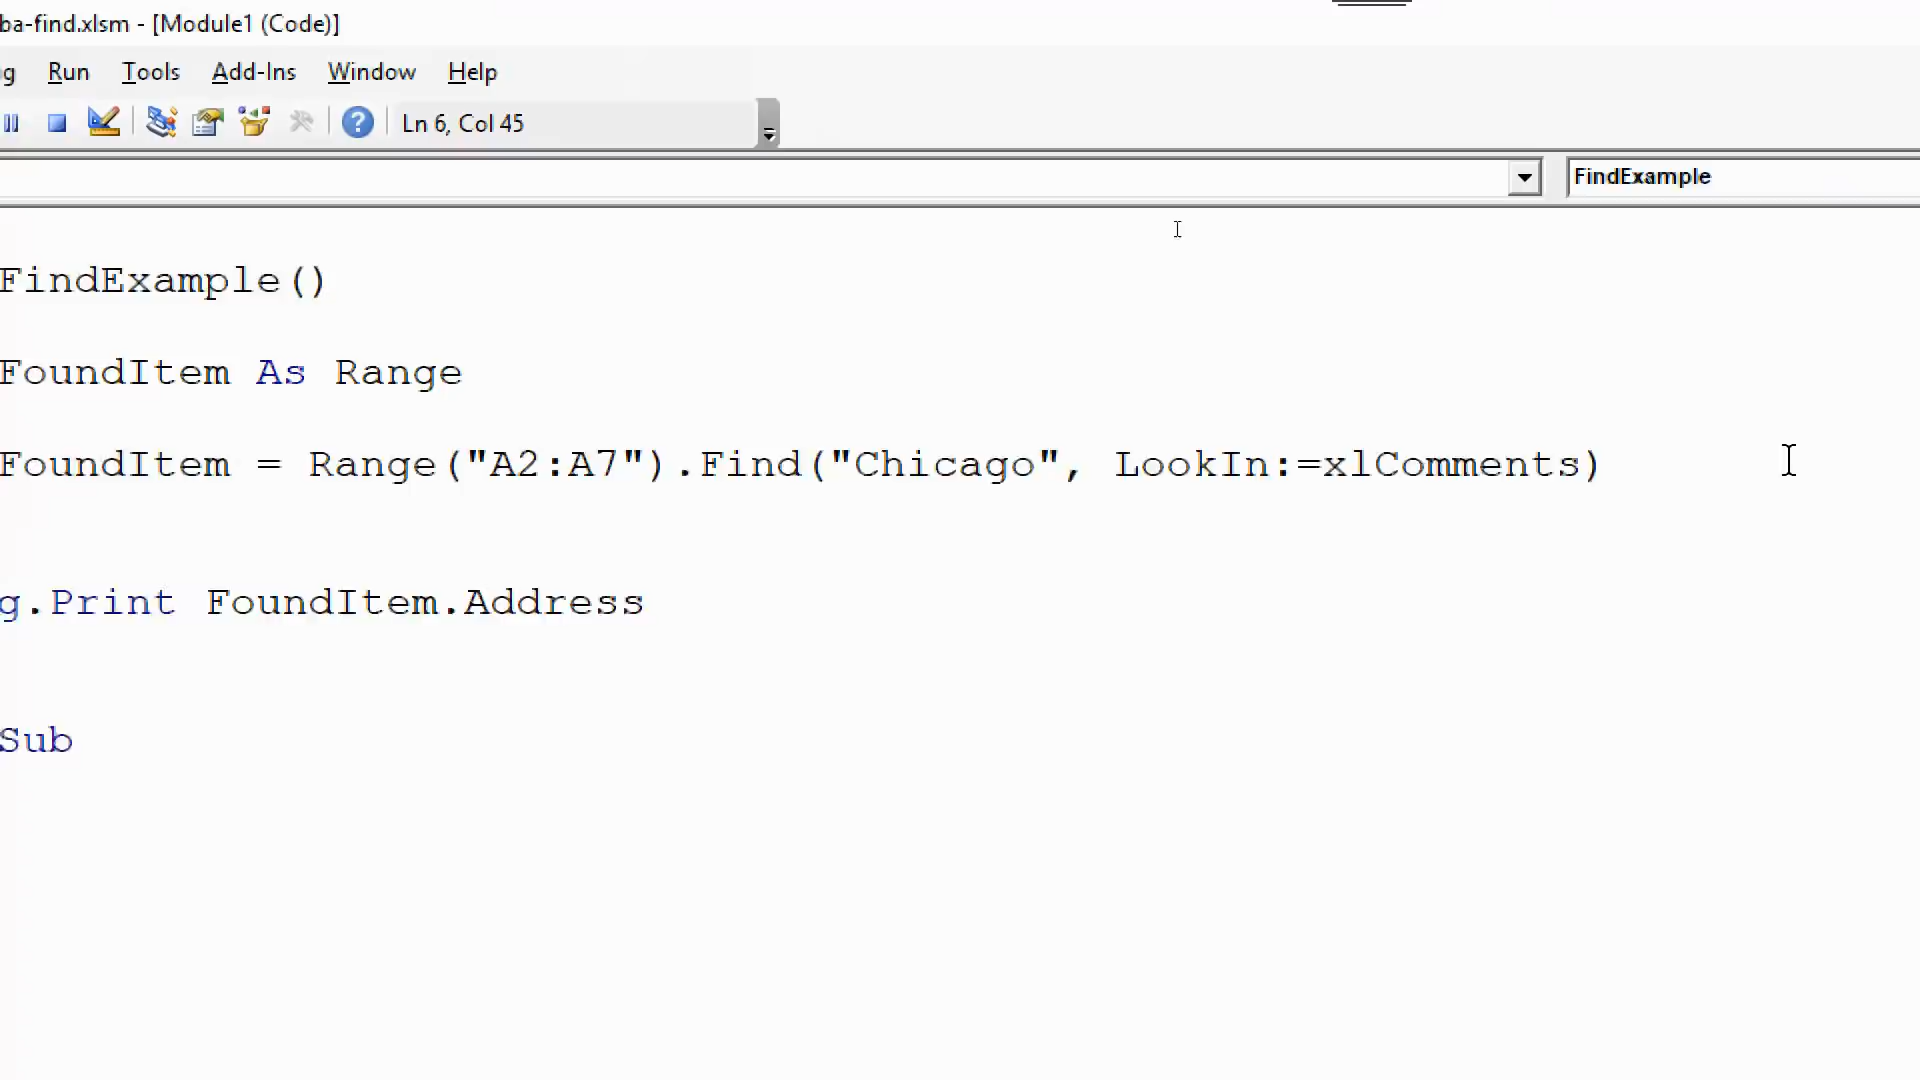 ba-find.xlsm - [Module1 (Code)]
g Run Tools Add-Ins Window Help
Ln 6, Col 45
FindExample
FindExample()
FoundItem As Range
FoundItem = Range("A2:A7").Find("Chicago", LookIn:=xlComments)
g.Print FoundItem.Address
Sub